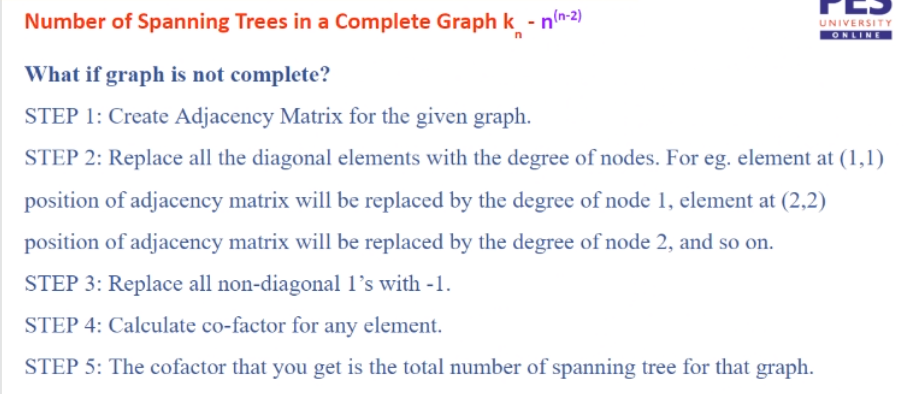 Number of Spanning Trees in a Complete Graph k n - n(n-2)
PES
UNIVERSITY
ONLINE
What if graph is not complete?
STEP 1: Create Adjacency Matrix for the given graph.
STEP 2: Replace all the diagonal elements with the degree of nodes. For eg. element at (1,1)
position of adjacency matrix will be replaced by the degree of node 1, element at (2,2)
position of adjacency matrix will be replaced by the degree of node 2, and so on.
STEP 3: Replace all non-diagonal 1’s with -1.
STEP 4: Calculate co-factor for any element.
STEP 5: The cofactor that you get is the total number of spanning tree for that graph.